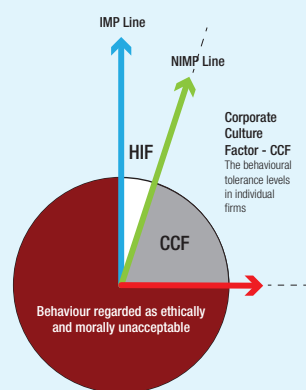 IMP Line
NIMP Line
HIF
Corporate
Culture
Factor - CCF
The behavioural
tolerance levels
in individual
firms
CCF
Behaviour regarded as ethically
and morally unacceptable